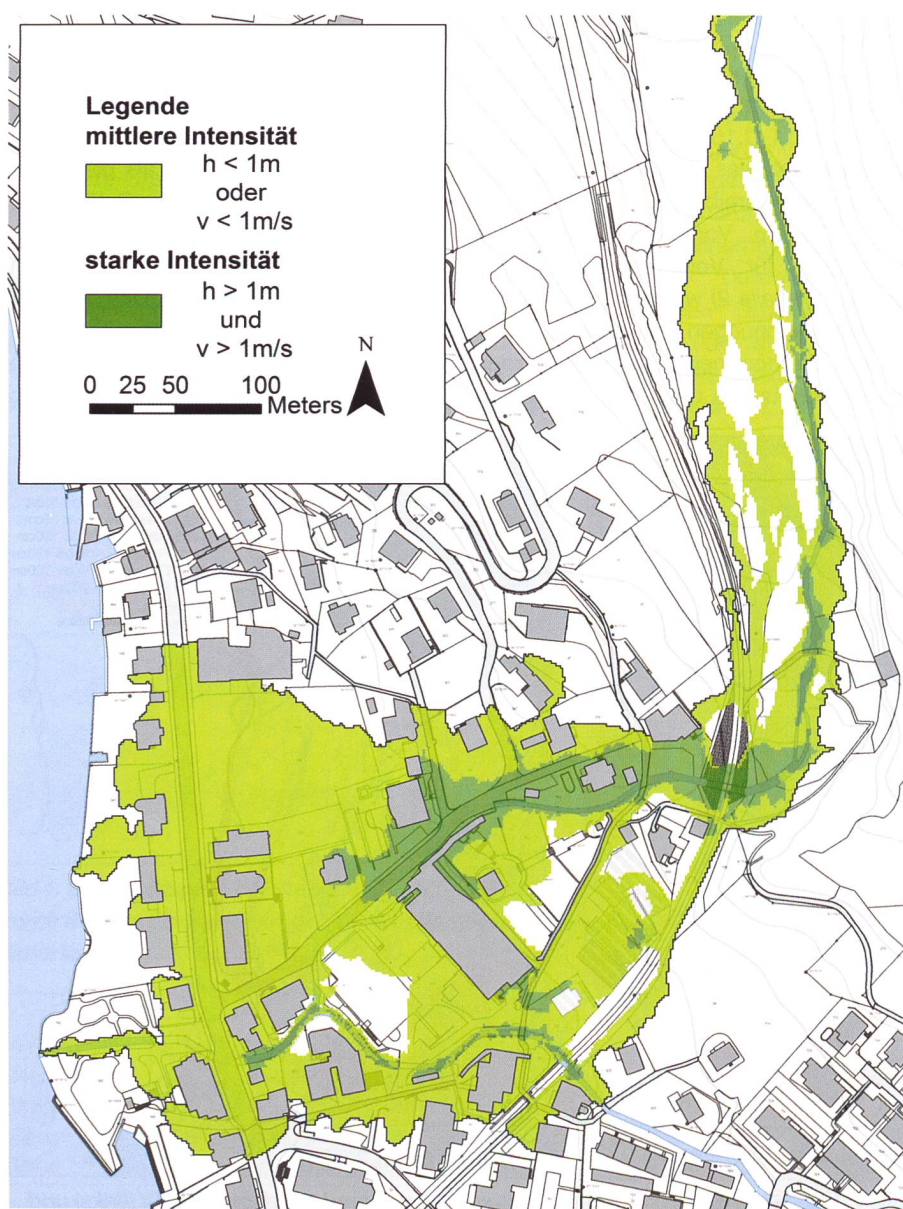 Legende
mittlere Intensität
h < 1m
oder
v < 1m/s
starke Intensität
h > 1m
und
v > 1m/s
N
0 25 50 100
Meters